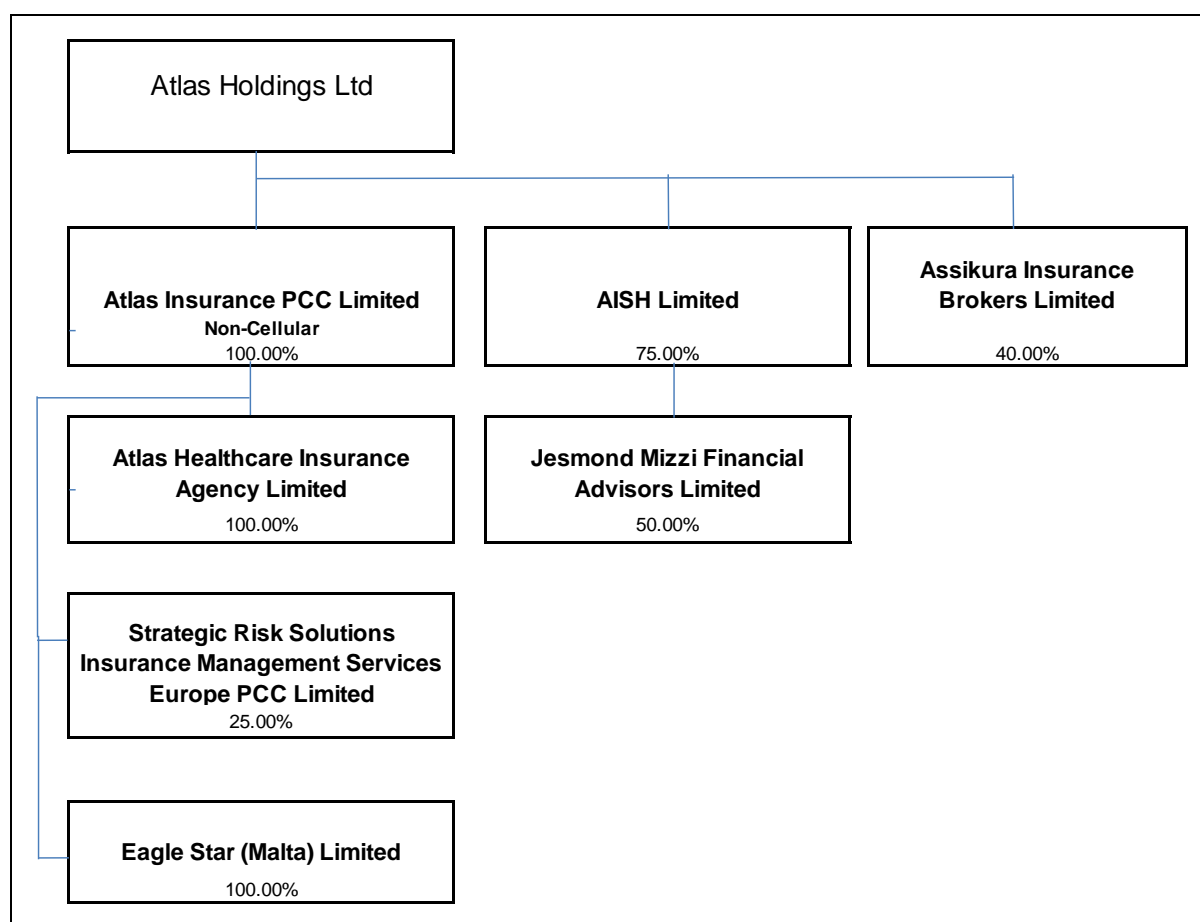 Atlas Holdings Ltd
Atlas Insurance PCC Limited
Non-Cellular
100.00%
AISH Limited
75.00%
Assikura Insurance
Brokers Limited
40.00%
Atlas Healthcare Insurance
Agency Limited
100.00%
Jesmond Mizzi Financial
Advisors Limited
50.00%
Strategic Risk Solutions
Insurance Management Services
Europe PCC Limited
25.00%
Eagle Star (Malta) Limited
100.00%